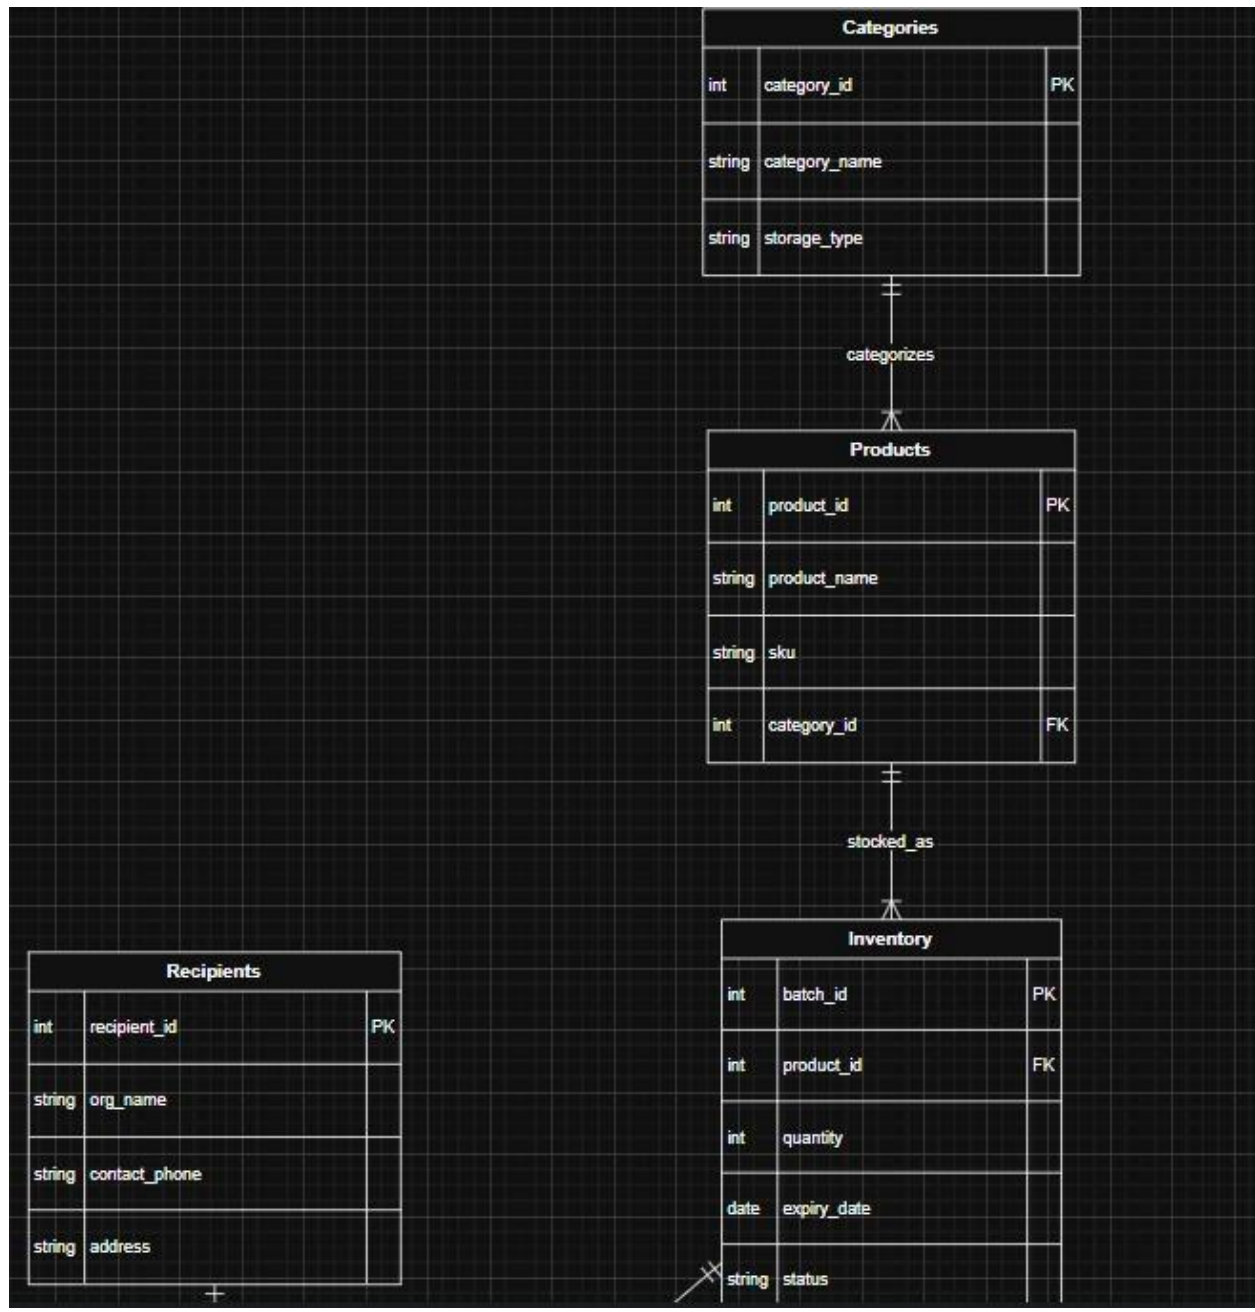 Categories
int category_id PK
string category_name
string storage_type
categorizes
Products
int product_id PK
string product_name
string sku
int category_id FK
stocked_as
Inventory
int batch_id PK
int product_id FK
int quantity
date expiry_date
string status
Recipients
int recipient_id PK
string org_name
string contact_phone
string address